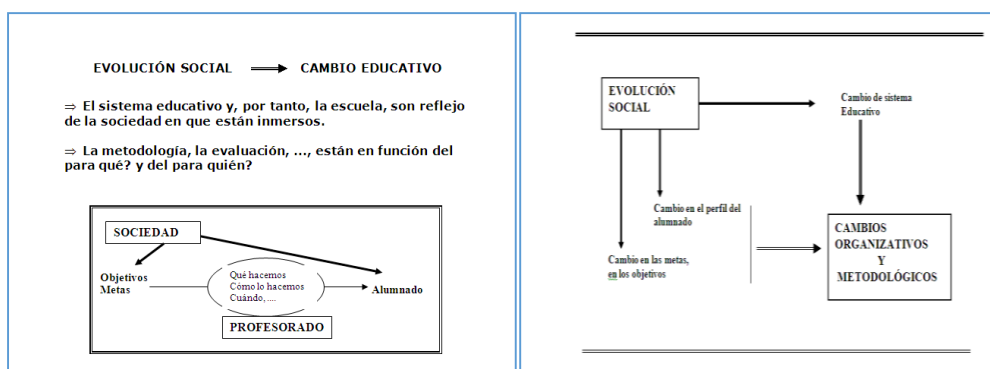 EVOLUCIÓN SOCIAL ⟹ CAMBIO EDUCATIVO
⇒ El sistema educativo y, por tanto, la escuela, son reflejo
de la sociedad en que están inmersos.
⇒ La metodología, la evaluación, ..., están en función del
para qué? y del para quién?
SOCIEDAD
Objetivos
Metas
Qué hacemos
Cómo lo hacemos
Cuándo, ....
Alumnado
PROFESORADO
EVOLUCIÓN
SOCIAL
Cambio de sistema
Educativo
Cambio en el perfil del
alumnado
Cambio en las metas,
en los objetivos
CAMBIOS
ORGANIZATIVOS
Y
METODOLÓGICOS